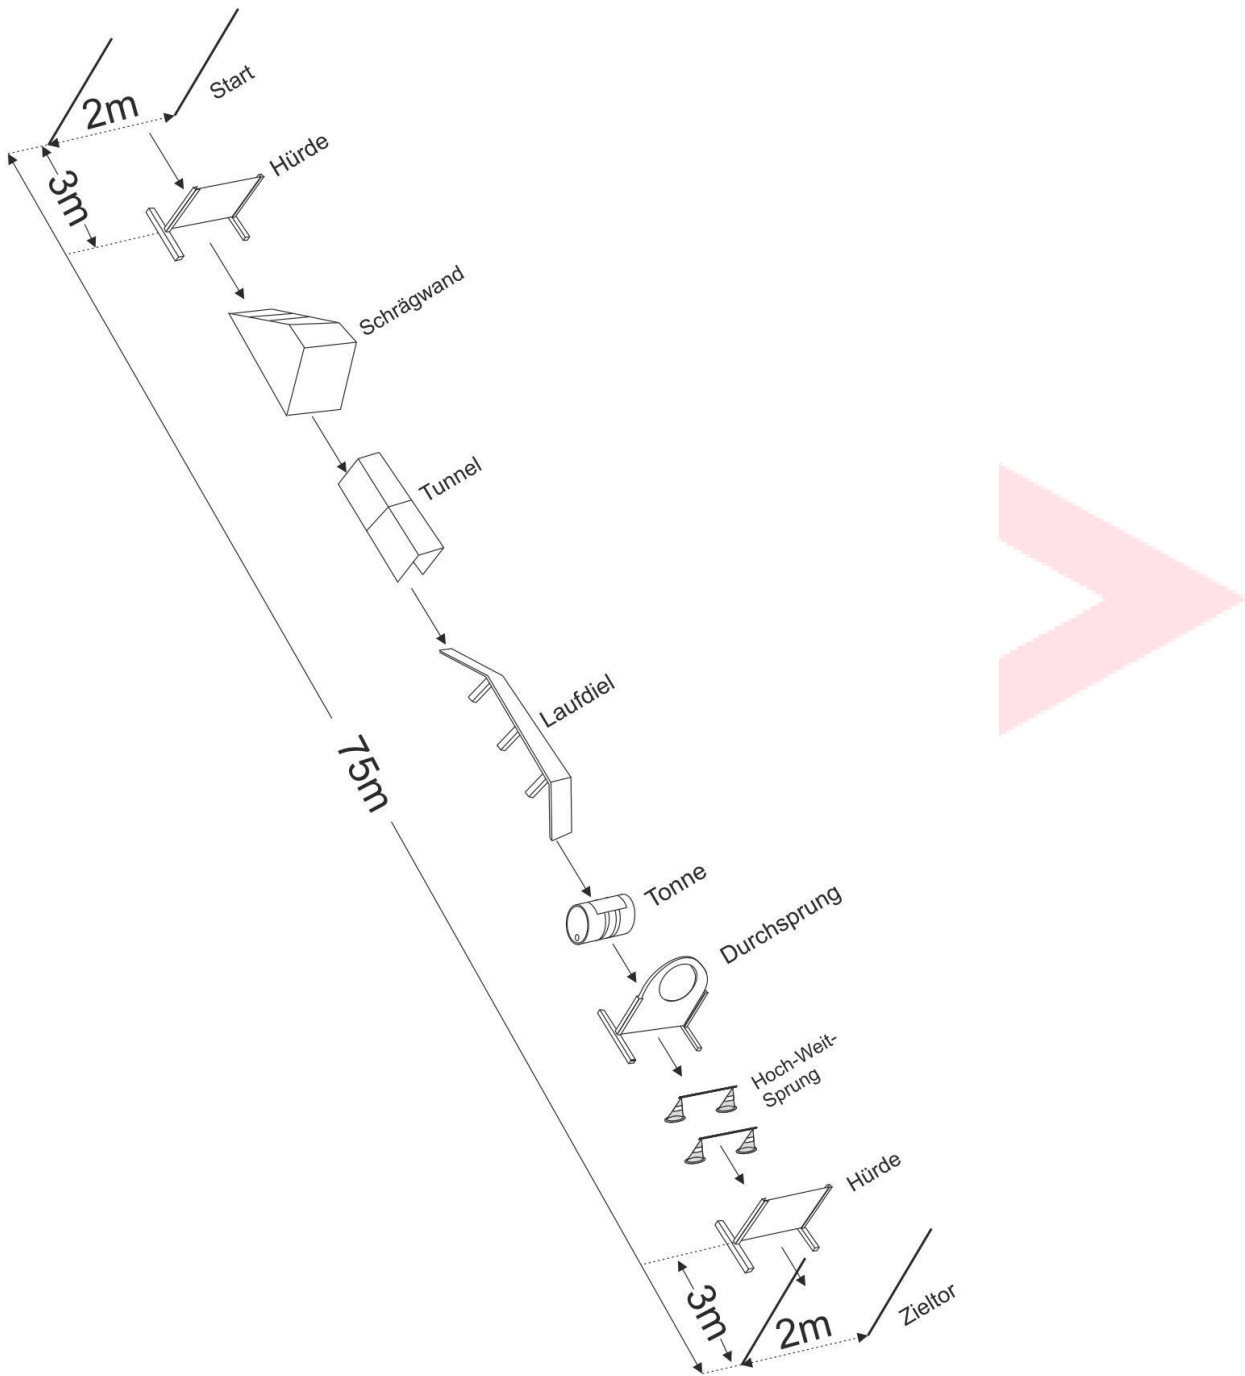 Start
2m
Hürde
3m
Schrägwand
Tunnel
Laufdiel
75m
Tonne
Durchsprung
Hoch-Weit-
Sprung
Hürde
3m
2m
Zieltor